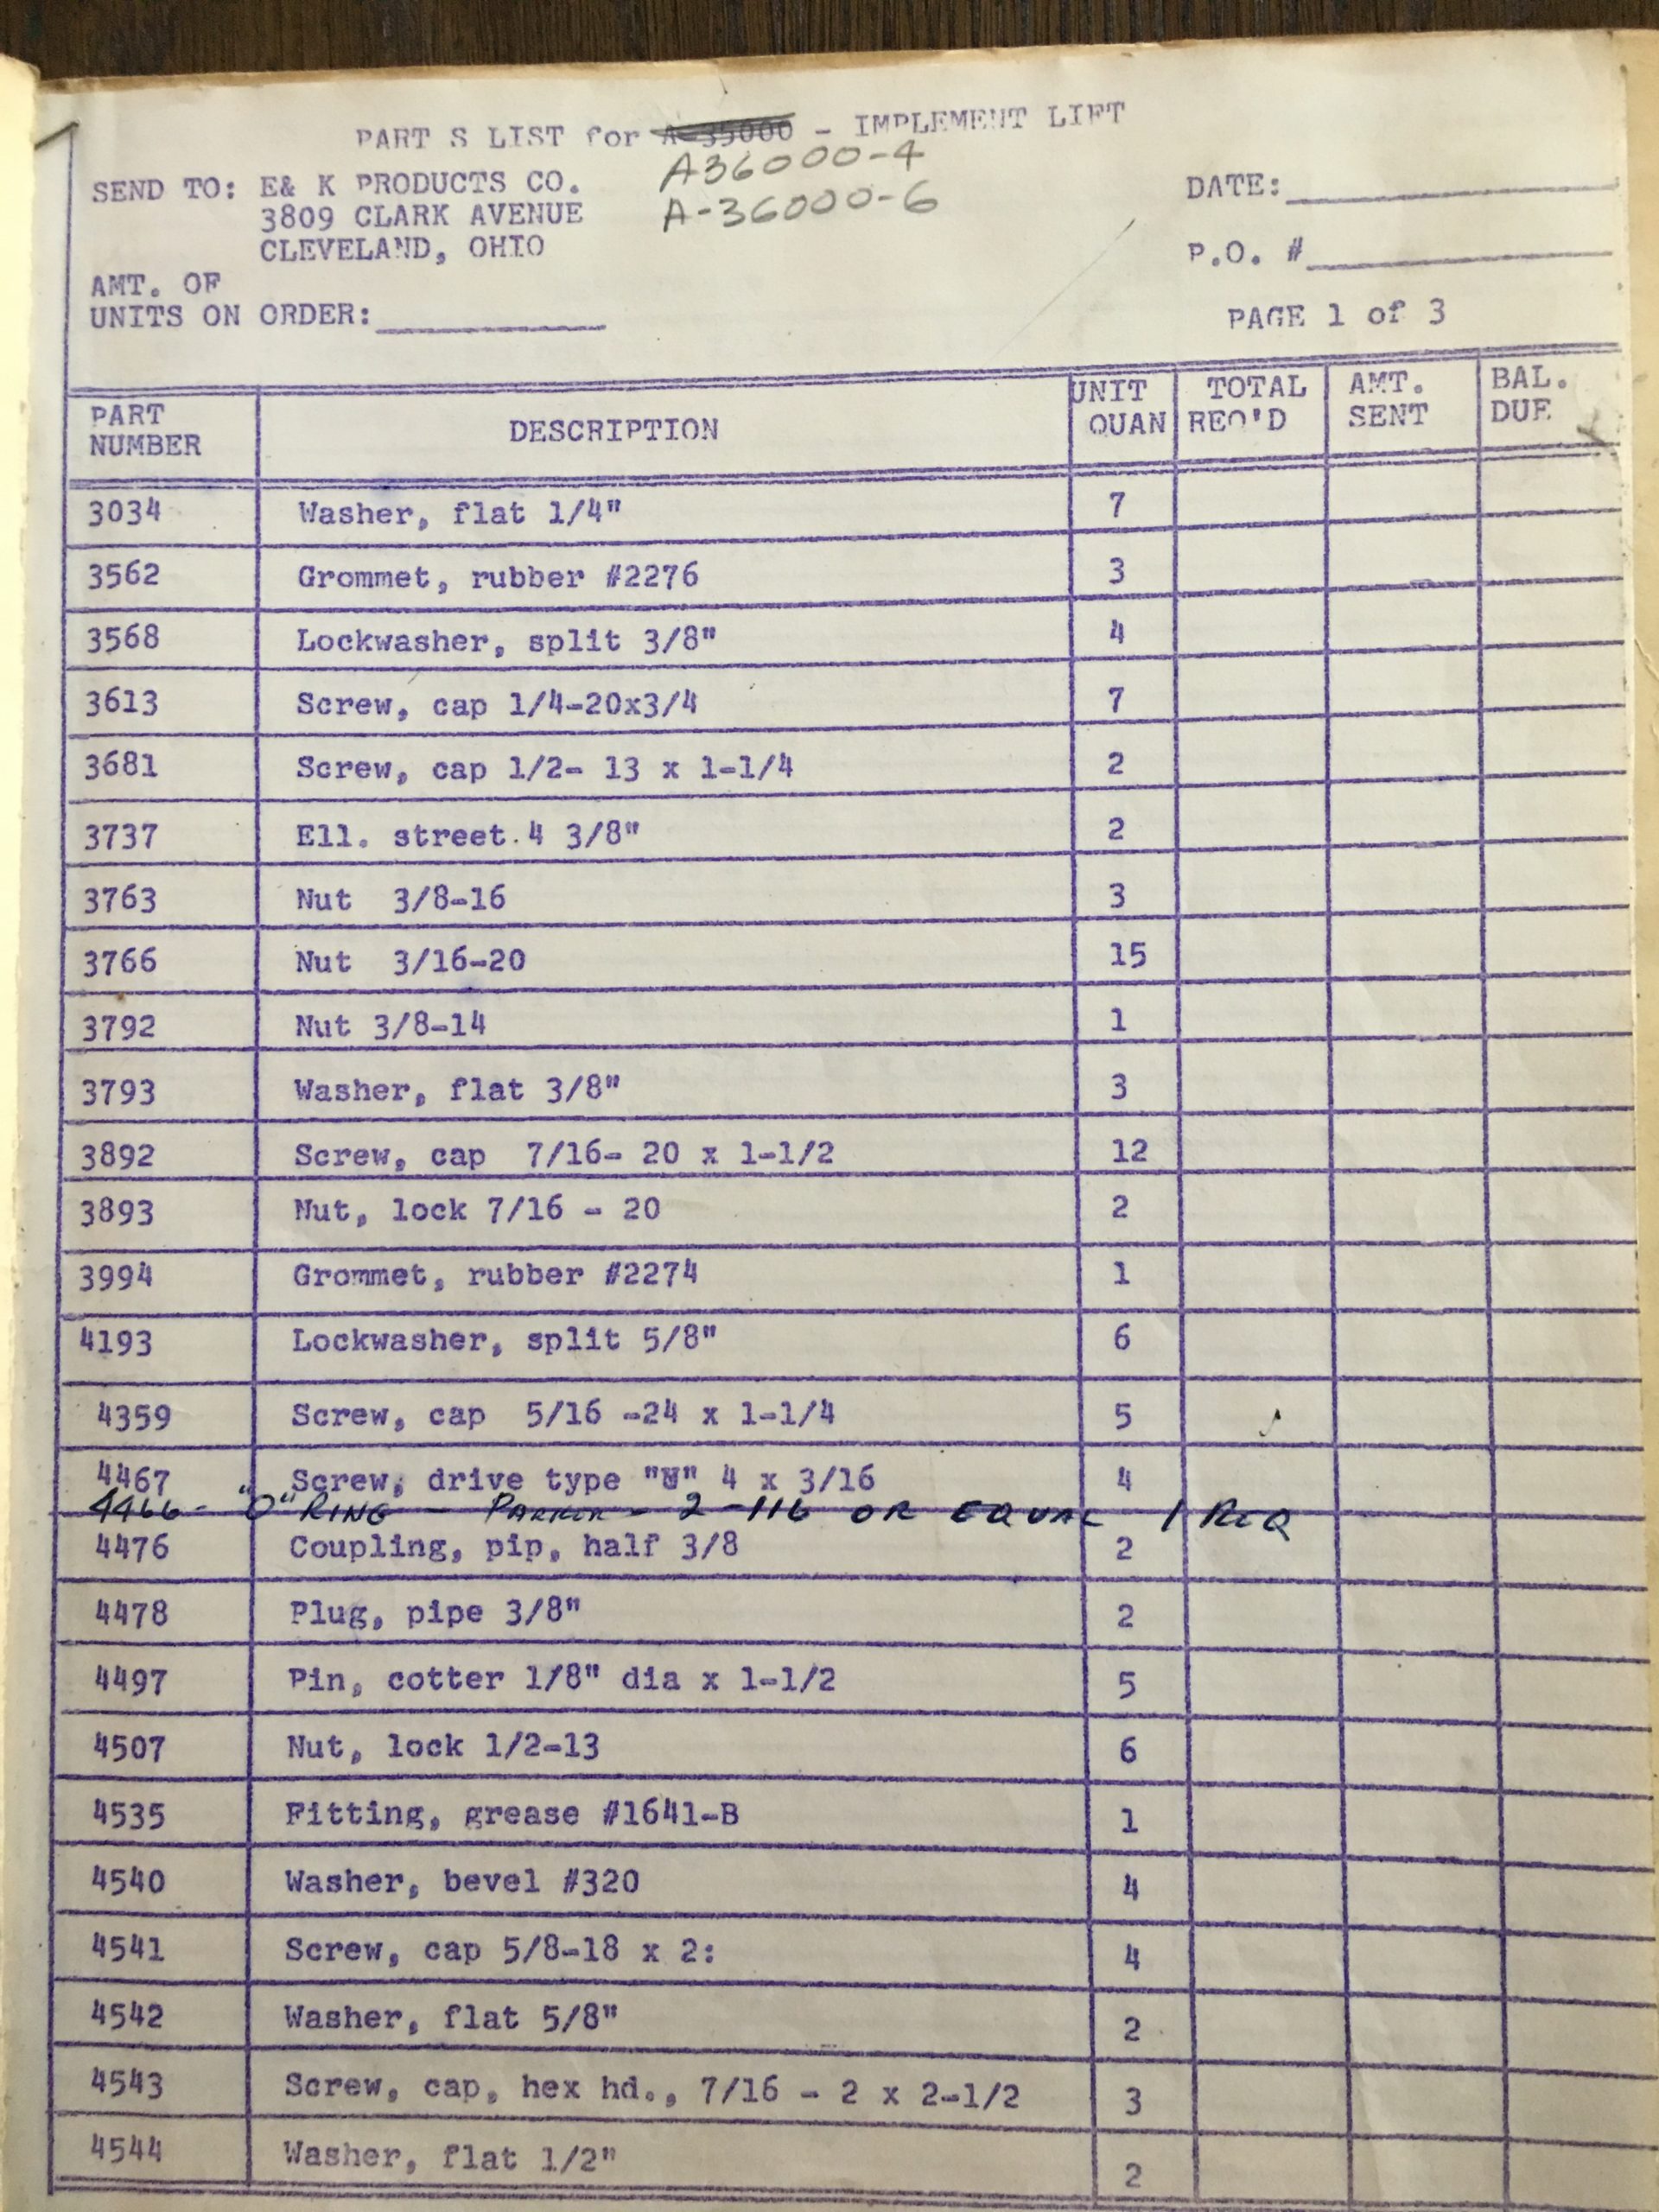 PART S LIST for A-35000 - IMPLEMENT LIFT
A36000-4
A-36000-6
SEND TO: E& K PRODUCTS CO.
3809 CLARK AVENUE
CLEVELAND, OHIO
DATE:
P.O. #
AMT. OF
UNITS ON ORDER:
PAGE 1 of 3
PART NUMBER DESCRIPTION UNIT QUAN TOTAL REQ'D AMT. SENT BAL. DUE
3034 Washer, flat 1/4" 7
3562 Grommet, rubber #2276 3
3568 Lockwasher, split 3/8" 4
3613 Screw, cap 1/4-20x3/4 7
3681 Screw, cap 1/2- 13 x 1-1/4 2
3737 Ell. street.4 3/8" 2
3763 Nut 3/8-16 3
3766 Nut 3/16-20 15
3792 Nut 3/8-14 1
3793 Washer, flat 3/8" 3
3892 Screw, cap 7/16- 20 x 1-1/2 12
3893 Nut, lock 7/16 - 20 2
3994 Grommet, rubber #2274 1
4193 Lockwasher, split 5/8" 6
4359 Screw, cap 5/16 -24 x 1-1/4 5
4467 Screw, drive type "U" 4 x 3/16 4
4466- "O" RING - PARKER - 2-116 OR EQUAL 1 REQ
4476 Coupling, pip, half 3/8 2
4478 Plug, pipe 3/8" 2
4497 Pin, cotter 1/8" dia x 1-1/2 5
4507 Nut, lock 1/2-13 6
4535 Fitting, grease #1641-B 1
4540 Washer, bevel #320 4
4541 Screw, cap 5/8-18 x 2: 4
4542 Washer, flat 5/8" 2
4543 Screw, cap, hex hd., 7/16 - 2 x 2-1/2 3
4544 Washer, flat 1/2" 2